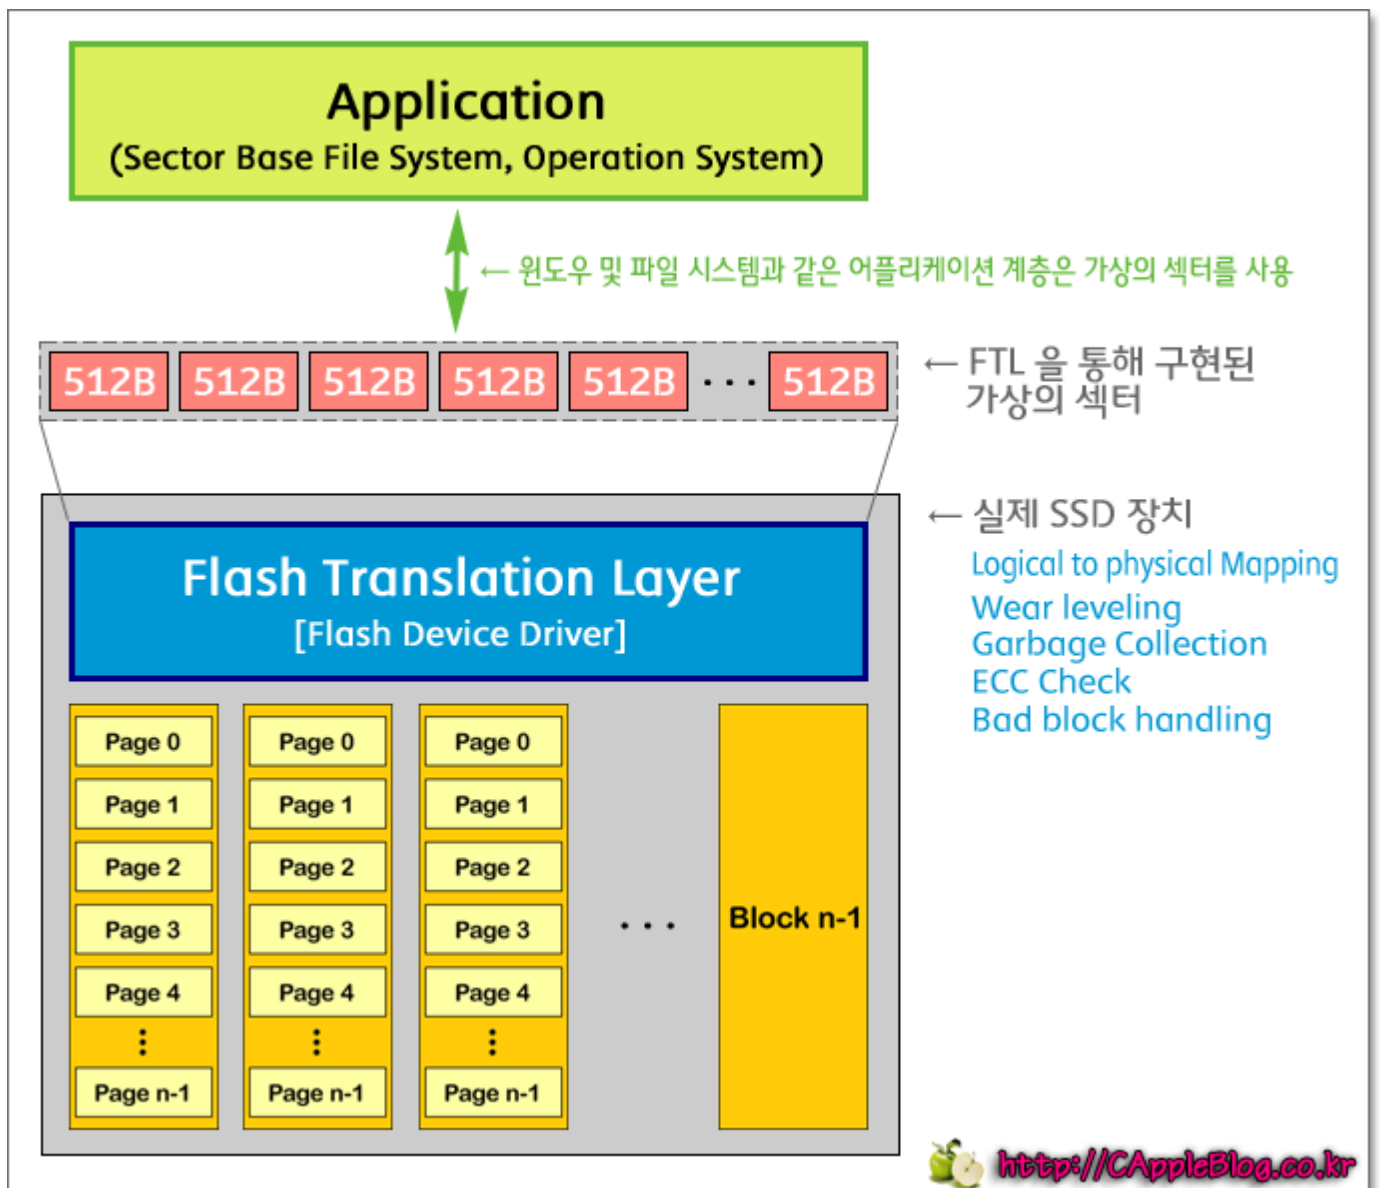 Application
(Sector Base File System, Operation System)
← 윈도우 및 파일 시스템과 같은 어플리케이션 계층은 가상의 섹터를 사용
512B 512B 512B 512B 512B ··· 512B
← FTL 을 통해 구현된
가상의 섹터
← 실제 SSD 장치
Flash Translation Layer
[Flash Device Driver]
Logical to physical Mapping
Wear leveling
Garbage Collection
ECC Check
Bad block handling
Page 0 Page 0 Page 0
Page 1 Page 1 Page 1
Page 2 Page 2 Page 2
Page 3 Page 3 Page 3 ··· Block n-1
Page 4 Page 4 Page 4
Page n-1 Page n-1 Page n-1
http://CAppleBlog.co.kr